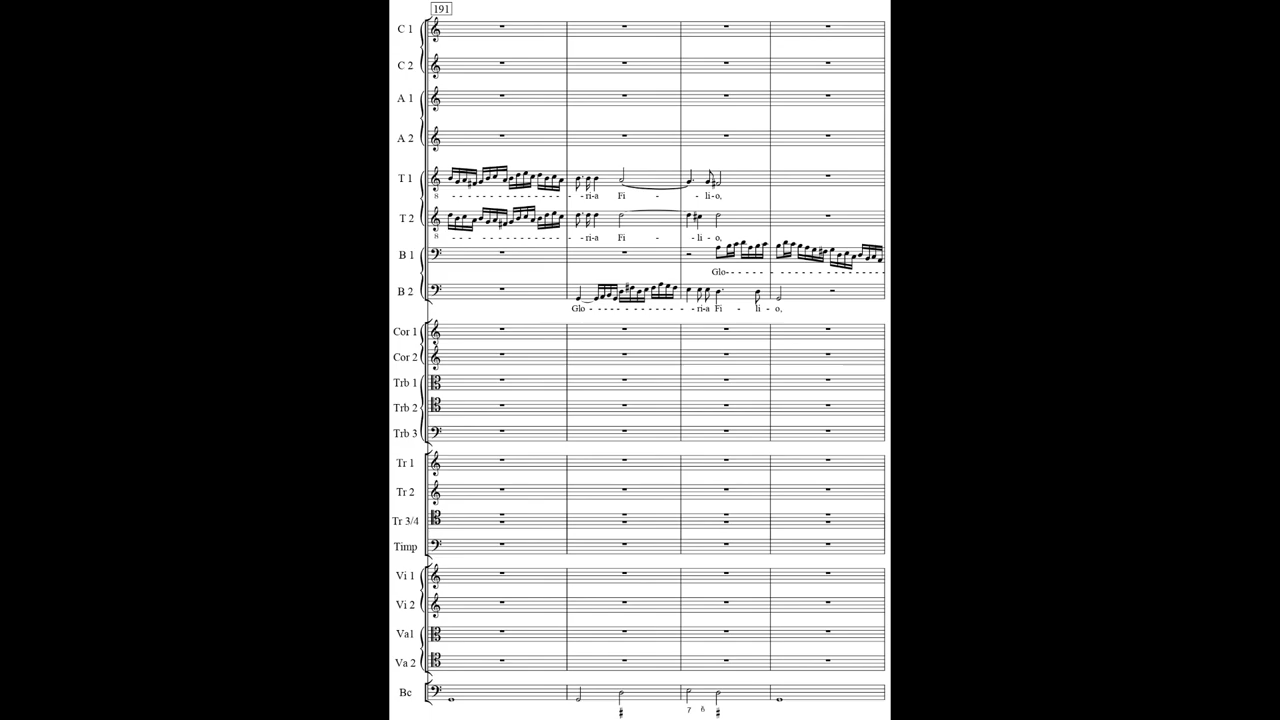 191
C 1
C 2
A 1
A 2
T 1
8 - - - - - - - - - - - - - - - - ri-a Fi - - li-o,
T 2
8 - - - - - - - - - - - - - - - - ri-a Fi - li - o,
B 1
Glo- - - - - - - - - - - - - - - - - - - - -
B 2
Glo - - - - - - - - - - - - ri-a Fi - li - o,
Cor 1
Cor 2
Trb 1
Trb 2
Trb 3
Tr 1
Tr 2
Tr 3/4
Timp
Vi 1
Vi 2
Va1
Va 2
Bc
# 7 6 #